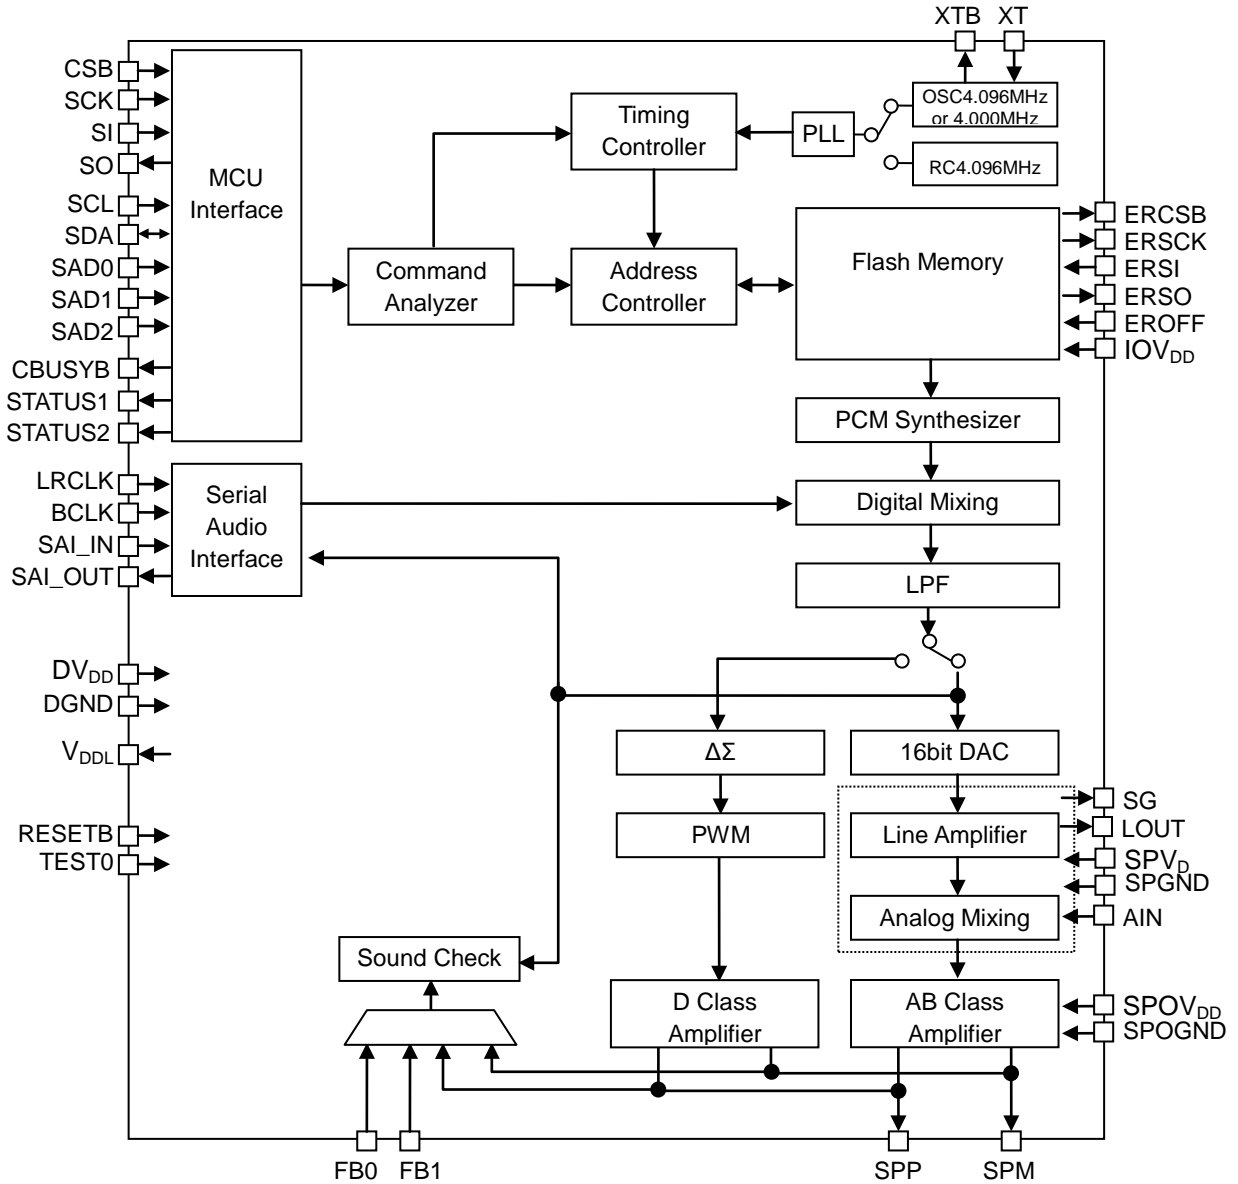 XTB XT
CSB
SCK
SI
SO
SCL
SDA
SAD0
SAD1
SAD2
CBUSYB
STATUS1
STATUS2
MCU
Interface
Timing
Controller
PLL
OSC4.096MHz
or 4.000MHz
RC4.096MHz
Command
Analyzer
Address
Controller
Flash Memory
ERCSB
ERSCK
ERSI
ERSO
EROFF
IOVDD
PCM Synthesizer
LRCLK
BCLK
SAI_IN
SAI_OUT
Serial
Audio
Interface
Digital Mixing
LPF
DVDD
DGND
VDDL
RESETB
TEST0
ΔΣ
16bit DAC
PWM
Line Amplifier
Analog Mixing
SG
LOUT
SPVD
SPGND
AIN
Sound Check
D Class
Amplifier
AB Class
Amplifier
SPOVDD
SPOGND
FB0 FB1
SPP SPM